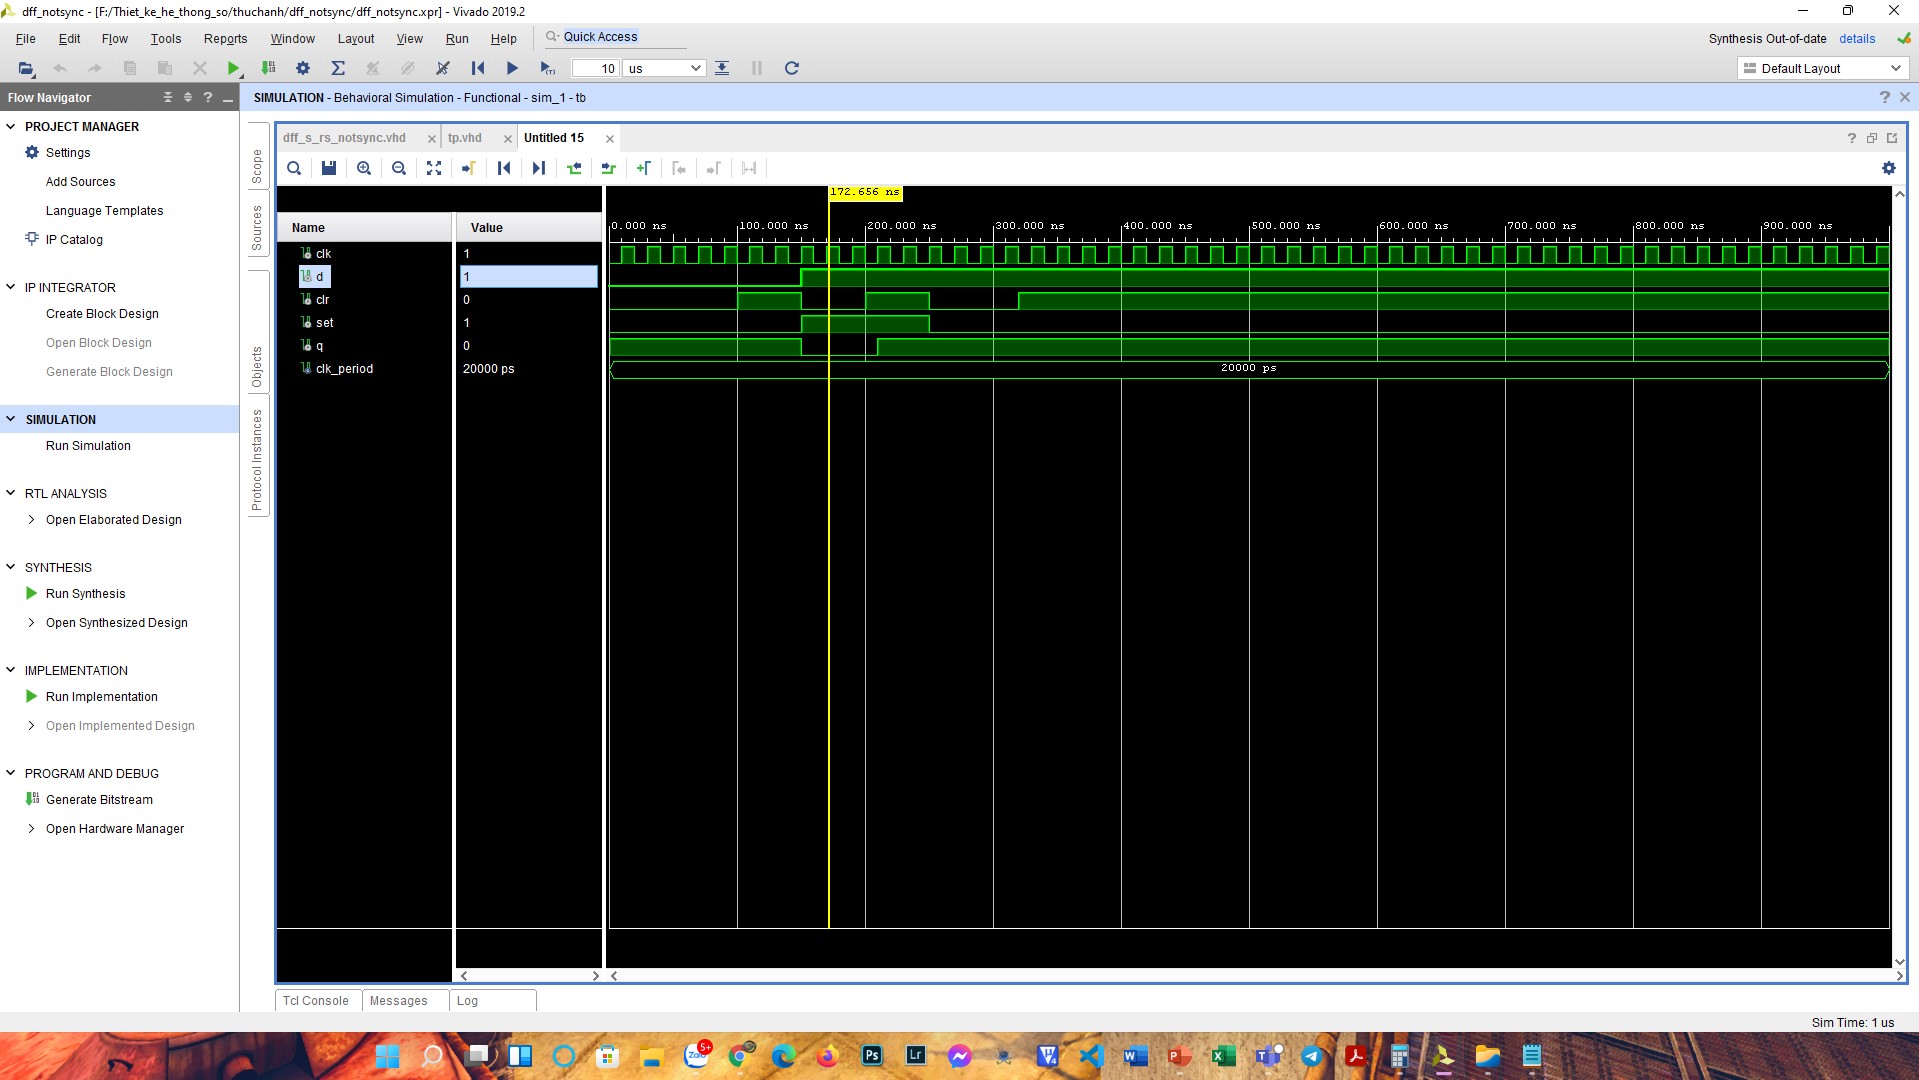 dff_notsync - [F:/Thiet_ke_he_thong_so/thuchanh/dff_notsync/dff_notsync.xpr] - Vivado 2019.2
File Edit Flow Tools Reports Window Layout View Run Help Quick Access
Synthesis Out-of-date details
10 us
Default Layout
Flow Navigator
SIMULATION - Behavioral Simulation - Functional - sim_1 - tb
PROJECT MANAGER
Settings
Add Sources
Language Templates
IP Catalog
IP INTEGRATOR
Create Block Design
Open Block Design
Generate Block Design
SIMULATION
Run Simulation
RTL ANALYSIS
Open Elaborated Design
SYNTHESIS
Run Synthesis
Open Synthesized Design
IMPLEMENTATION
Run Implementation
Open Implemented Design
PROGRAM AND DEBUG
Generate Bitstream
Open Hardware Manager
Scope
Sources
Objects
Protocol Instances
dff_s_rs_notsync.vhd tp.vhd Untitled 15
172.656 ns
Name Value
0.000 ns 100.000 ns 200.000 ns 300.000 ns 400.000 ns 500.000 ns 600.000 ns 700.000 ns 800.000 ns 900.000 ns
clk 1
d 1
clr 0
set 1
q 0
clk_period 20000 ps 20000 ps
Tcl Console Messages Log
Sim Time: 1 us
Zalo 5+ Ps Lr